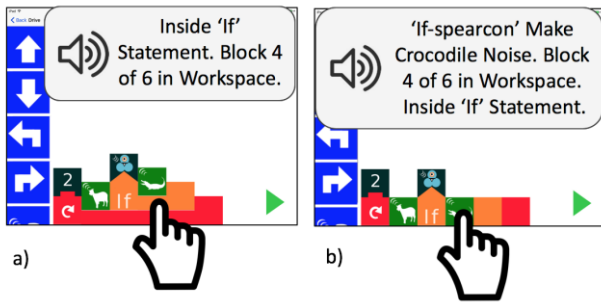 iPad
Back Drive
Inside ‘If’
Statement. Block 4
of 6 in Workspace.
2
If
a)
‘If-spearcon’ Make
Crocodile Noise. Block
4 of 6 in Workspace.
Inside ‘If’ Statement.
2
If
b)